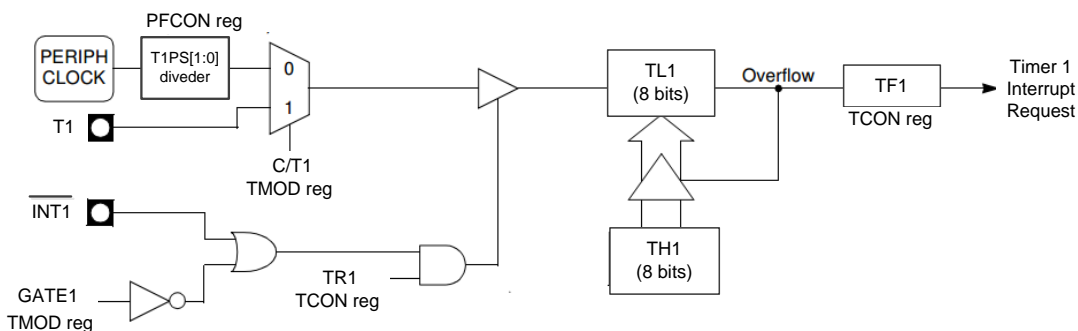 PFCON reg
PERIPH
CLOCK
T1PS[1:0]
diveder
0
1
T1
C/T1
TMOD reg
TL1
(8 bits)
Overflow
TF1
TCON reg
Timer 1
Interrupt
Request
INT1
GATE1
TMOD reg
TR1
TCON reg
TH1
(8 bits)